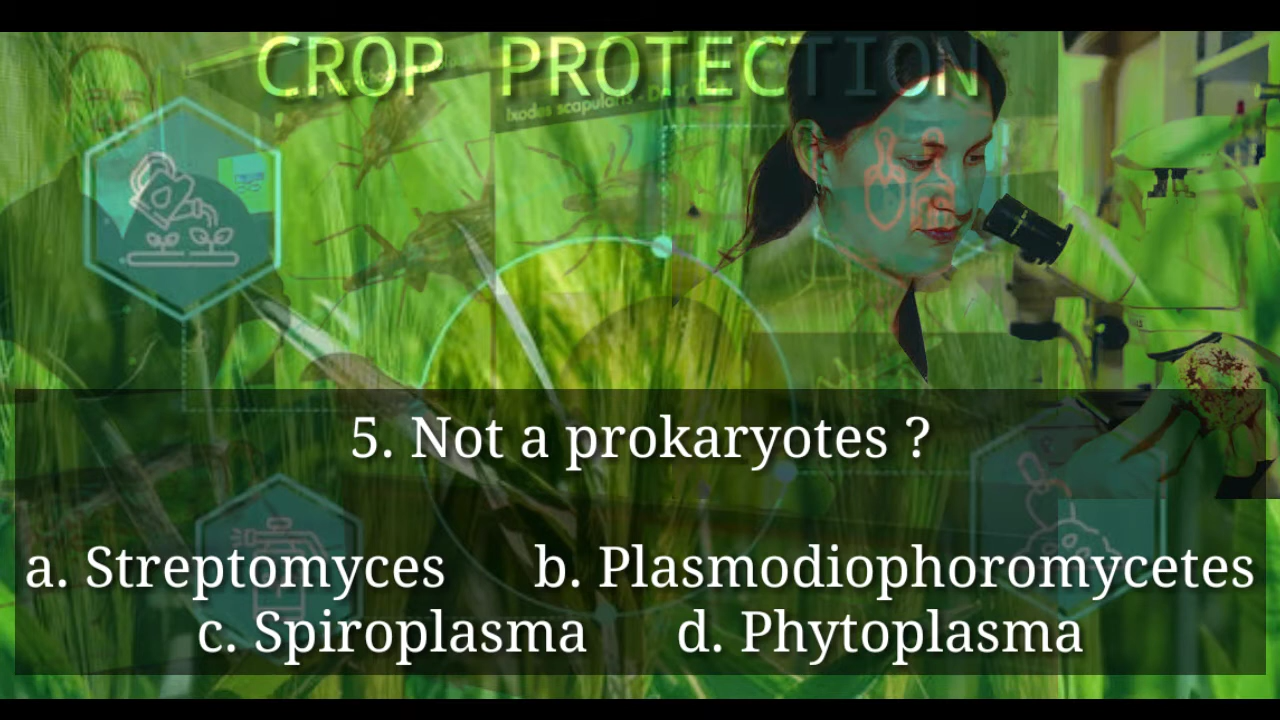 CROP PROTECTION
Ixodes scapularis - D
5. Not a prokaryotes ?
a. Streptomyces b. Plasmodiophoromycetes
c. Spiroplasma d. Phytoplasma